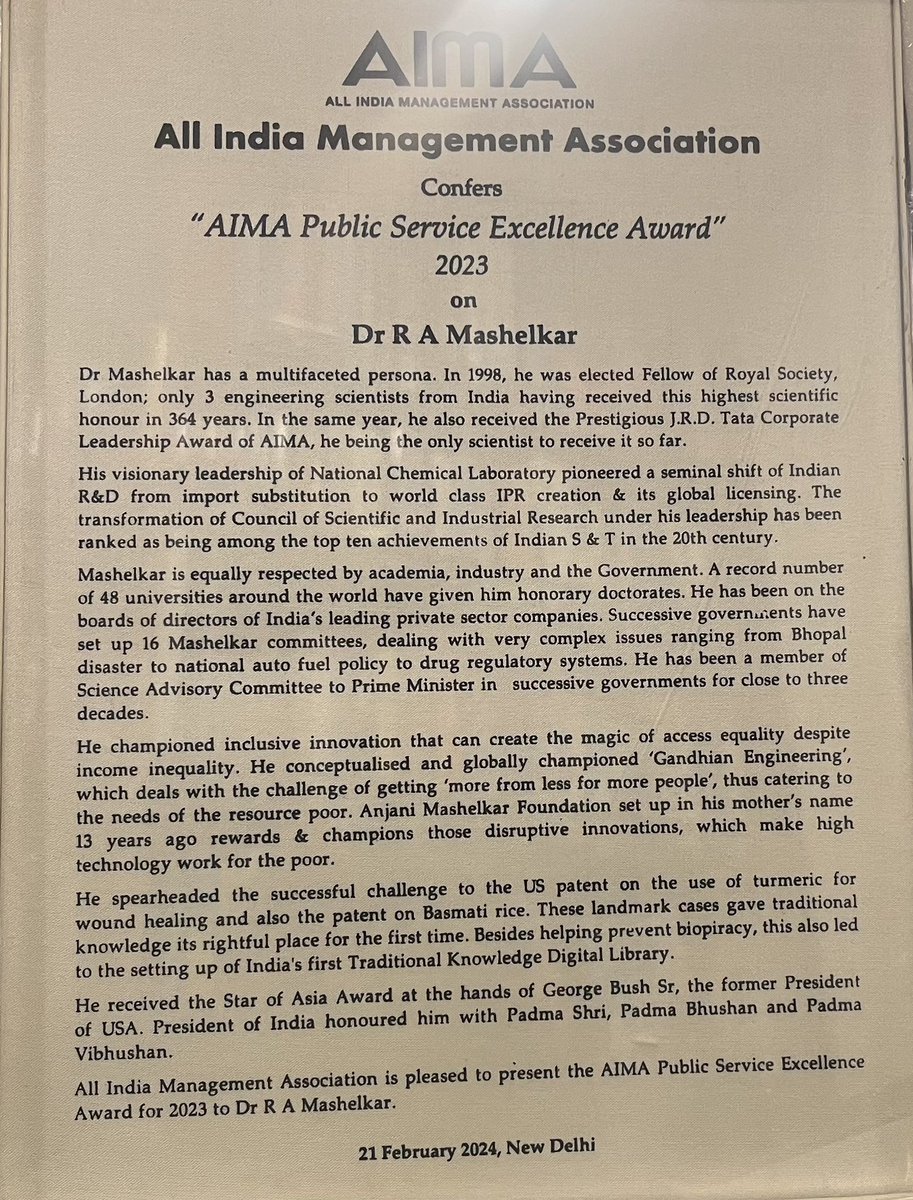 AIMA
ALL INDIA MANAGEMENT ASSOCIATION
All India Management Association
Confers
“AIMA Public Service Excellence Award”
2023
on
Dr R A Mashelkar
Dr Mashelkar has a multifaceted persona. In 1998, he was elected Fellow of Royal Society,
London; only 3 engineering scientists from India having received this highest scientific
honour in 364 years. In the same year, he also received the Prestigious J.R.D. Tata Corporate
Leadership Award of AIMA, he being the only scientist to receive it so far.
His visionary leadership of National Chemical Laboratory pioneered a seminal shift of Indian
R&D from import substitution to world class IPR creation & its global licensing. The
transformation of Council of Scientific and Industrial Research under his leadership has been
ranked as being among the top ten achievements of Indian S & T in the 20th century.
Mashelkar is equally respected by academia, industry and the Government. A record number
of 48 universities around the world have given him honorary doctorates. He has been on the
boards of directors of India's leading private sector companies. Successive governments have
set up 16 Mashelkar committees, dealing with very complex issues ranging from Bhopal
disaster to national auto fuel policy to drug regulatory systems. He has been a member of
Science Advisory Committee to Prime Minister in successive governments for close to three
decades.
He championed inclusive innovation that can create the magic of access equality despite
income inequality. He conceptualised and globally championed ‘Gandhian Engineering’,
which deals with the challenge of getting ‘more from less for more people’, thus catering to
the needs of the resource poor. Anjani Mashelkar Foundation set up in his mother's name
13 years ago rewards & champions those disruptive innovations, which make high
technology work for the poor.
He spearheaded the successful challenge to the US patent on the use of turmeric for
wound healing and also the patent on Basmati rice. These landmark cases gave traditional
knowledge its rightful place for the first time. Besides helping prevent biopiracy, this also led
to the setting up of India's first Traditional Knowledge Digital Library.
He received the Star of Asia Award at the hands of George Bush Sr, the former President
of USA. President of India honoured him with Padma Shri, Padma Bhushan and Padma
Vibhushan.
All India Management Association is pleased to present the AIMA Public Service Excellence
Award for 2023 to Dr R A Mashelkar.
21 February 2024, New Delhi